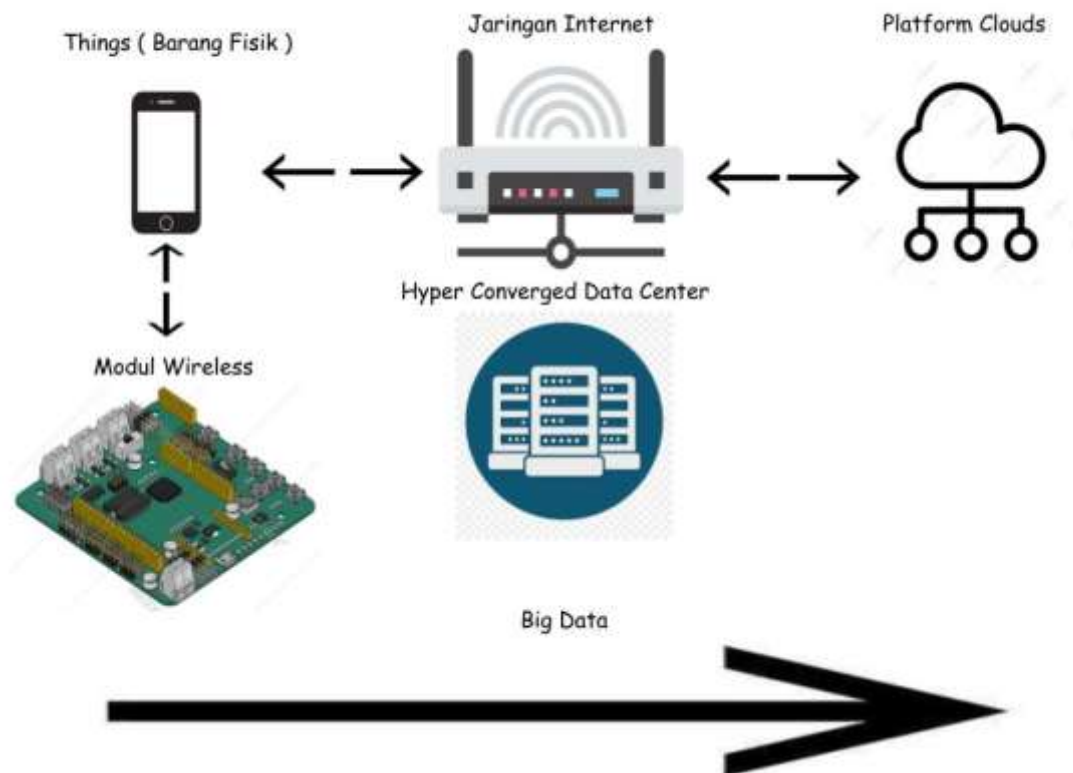 Things ( Barang Fisik )
Jaringan Internet
Platform Clouds
Hyper Converged Data Center
Modul Wireless
Big Data